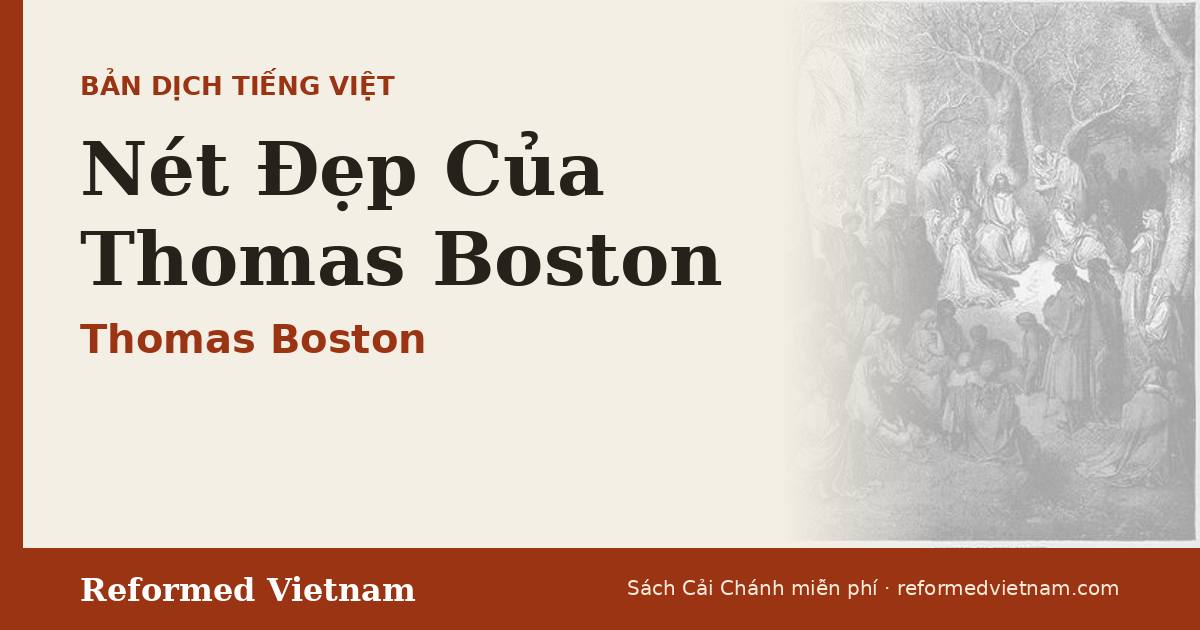 BẢN DỊCH TIẾNG VIỆT
Nét Đẹp Của
Thomas Boston
Thomas Boston
Reformed Vietnam
Sách Cải Chánh miễn phí · reformedvietnam.com